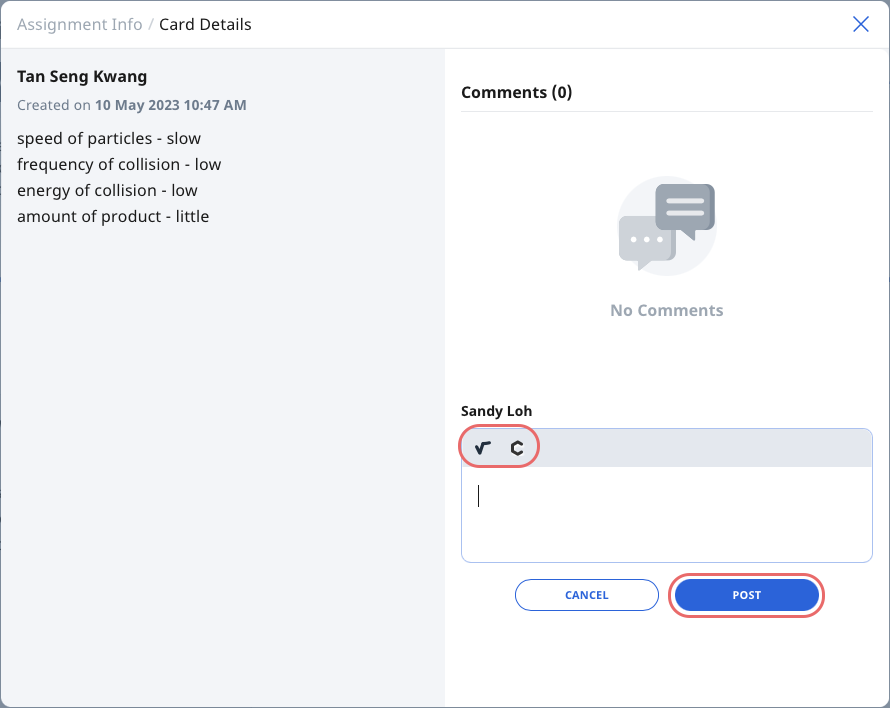 Assignment Info / Card Details
Tan Seng Kwang
Created on 10 May 2023 10:47 AM
speed of particles - slow
frequency of collision - low
energy of collision - low
amount of product - little
Comments (0)
No Comments
Sandy Loh
CANCEL
POST